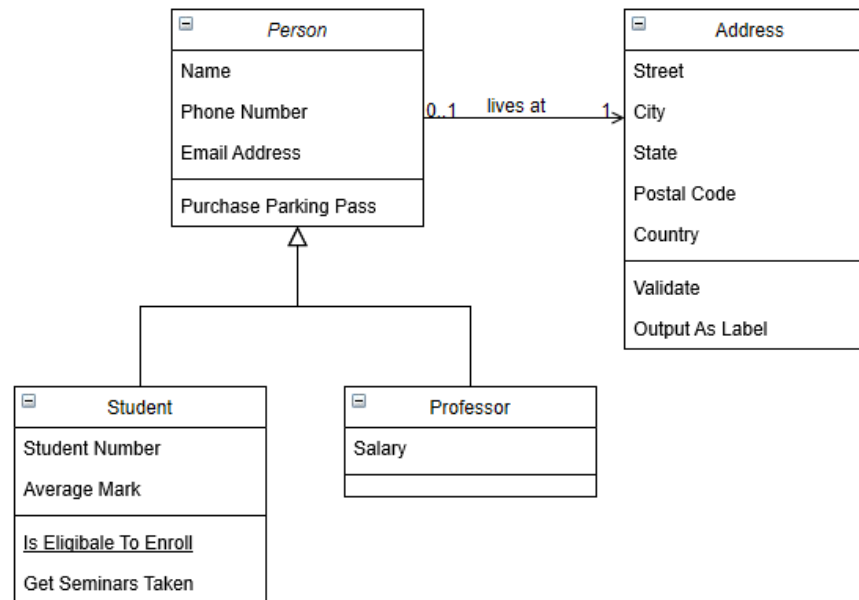 Person
Name
Phone Number
Email Address
Purchase Parking Pass
0..1 lives at 1
Address
Street
City
State
Postal Code
Country
Validate
Output As Label
Student
Student Number
Average Mark
Is Eligibale To Enroll
Get Seminars Taken
Professor
Salary